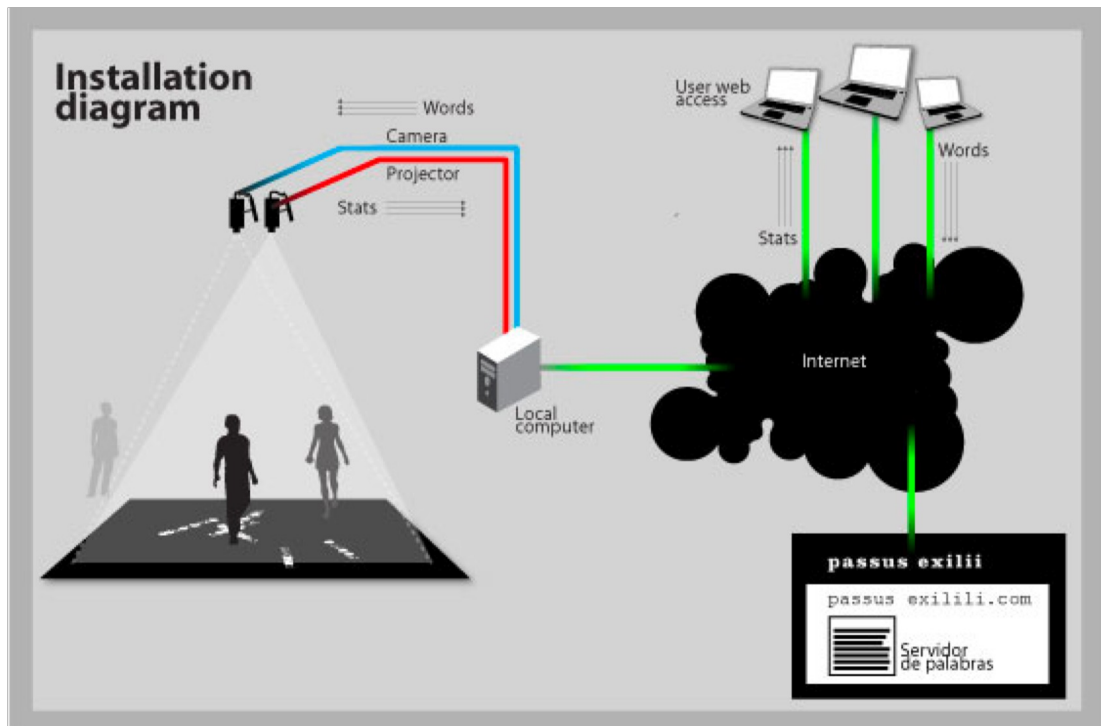 Installation
diagram
Words
Camera
Projector
Stats
User web
access
Words
Stats
Internet
Local
computer
passus exilii
passus exilili.com
Servidor
de palabras